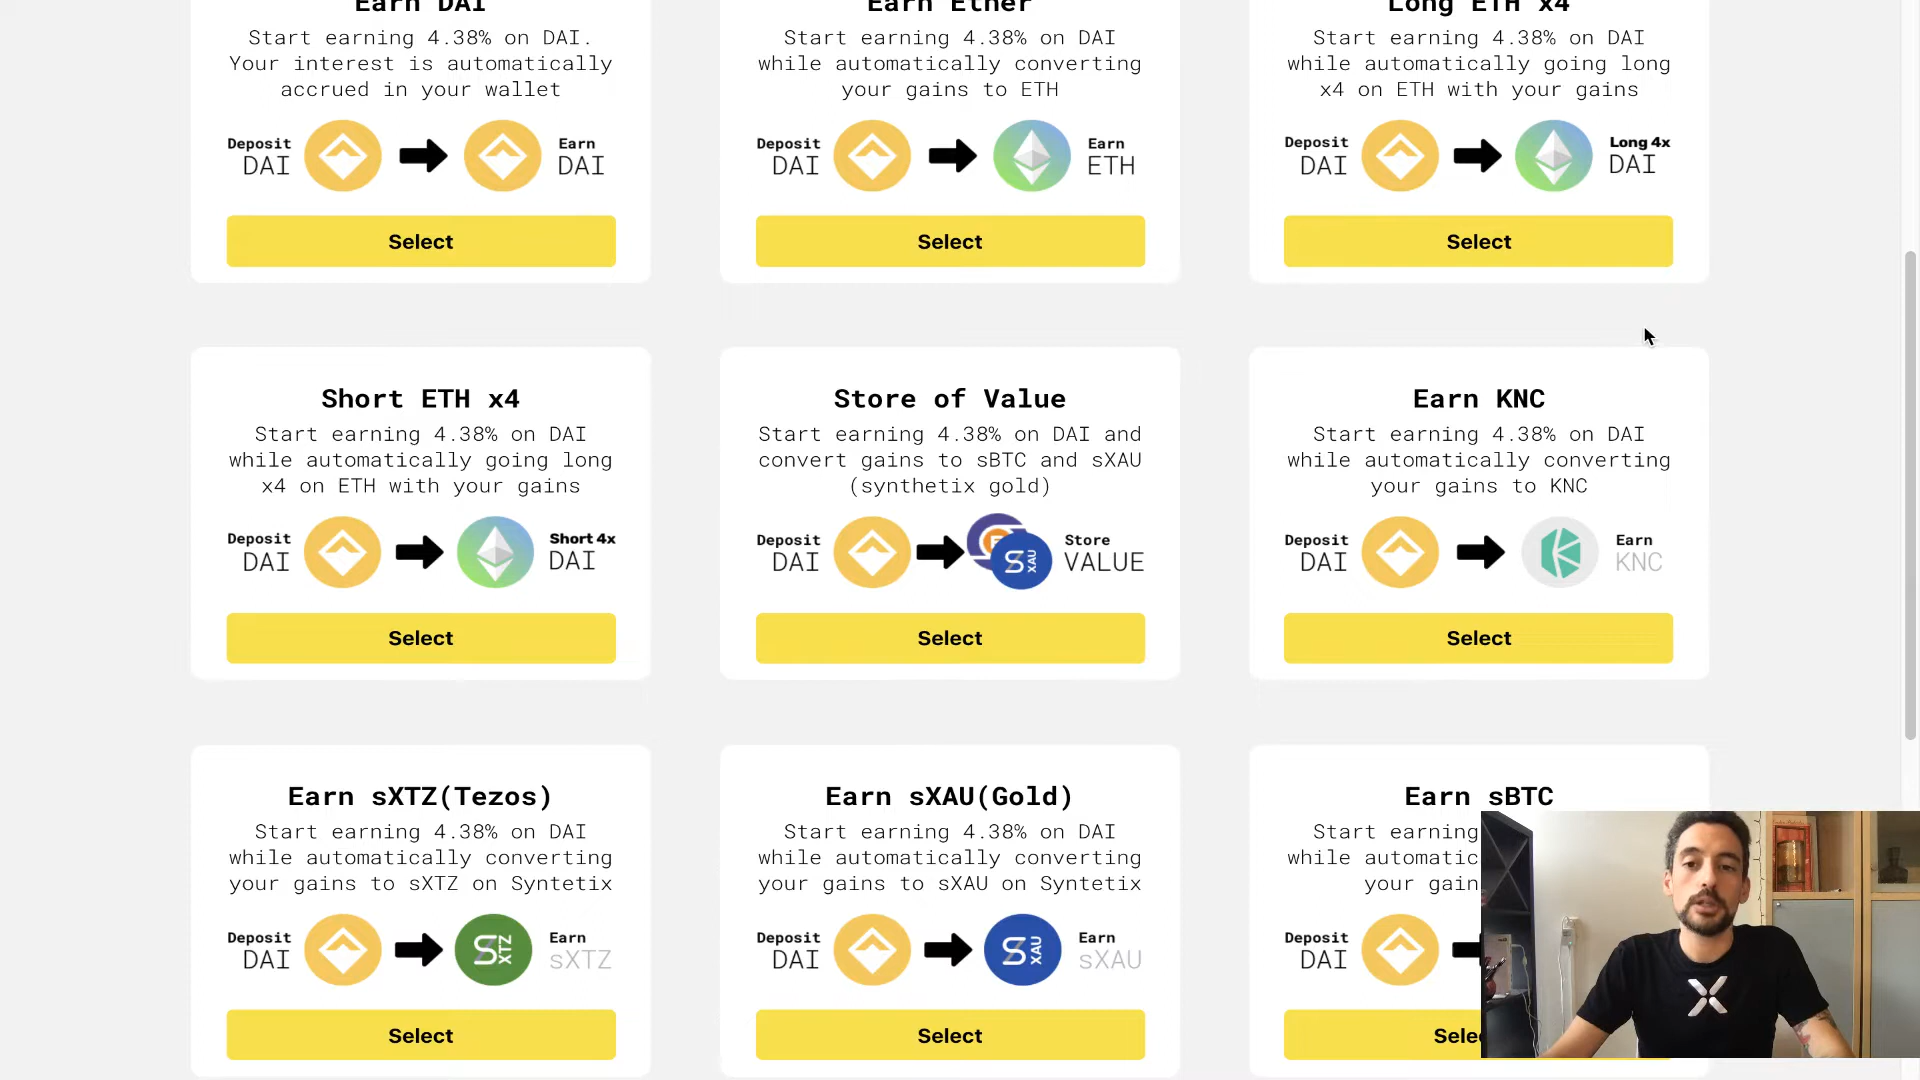 Earn DAI
Start earning 4.38% on DAI.
Your interest is automatically
accrued in your wallet
Deposit
DAI
Earn
DAI
Select
Earn Ether
Start earning 4.38% on DAI
while automatically converting
your gains to ETH
Deposit
DAI
Earn
ETH
Select
Long ETH x4
Start earning 4.38% on DAI
while automatically going long
x4 on ETH with your gains
Deposit
DAI
Long 4x
DAI
Select
Short ETH x4
Start earning 4.38% on DAI
while automatically going long
x4 on ETH with your gains
Deposit
DAI
Short 4x
DAI
Select
Store of Value
Start earning 4.38% on DAI and
convert gains to sBTC and sXAU
(synthetix gold)
Deposit
DAI
S XAU
Store
VALUE
Select
Earn KNC
Start earning 4.38% on DAI
while automatically converting
your gains to KNC
Deposit
DAI
Earn
KNC
Select
Earn sXTZ(Tezos)
Start earning 4.38% on DAI
while automatically converting
your gains to sXTZ on Syntetix
Deposit
DAI
S XTZ
Earn
sXTZ
Select
Earn sXAU(Gold)
Start earning 4.38% on DAI
while automatically converting
your gains to sXAU on Syntetix
Deposit
DAI
S XAU
Earn
sXAU
Select
Earn sBTC
Start earning
while automatic
your gain
Deposit
DAI
Selec